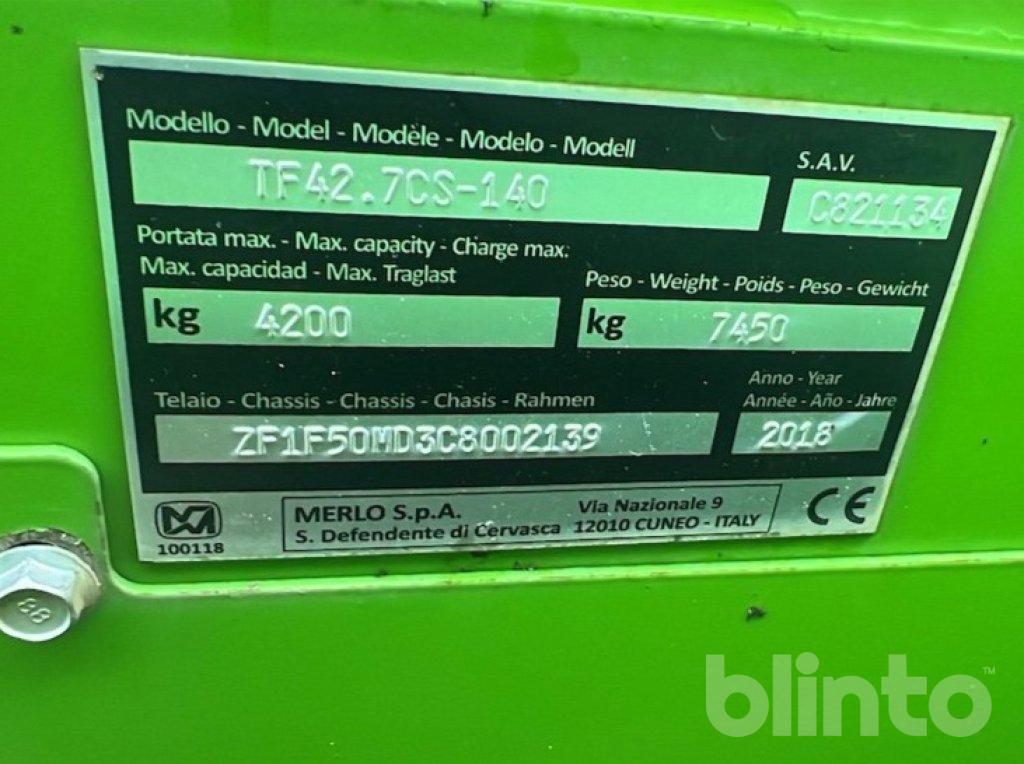 Modello - Model - Modèle - Modelo - Modell
S.A.V.
TF42.7CS-140
C821134
Portata max. - Max. capacity - Charge max.
Max. capacidad - Max. Traglast
Peso - Weight - Poids - Peso - Gewicht
kg 4200
kg 7450
Anno - Year
Telaio - Chassis - Chassis - Chasis - Rahmen
Année - Año - Jahre
ZF1F50MD3C8002139
2018
MERLO S.p.A.
Via Nazionale 9
S. Defendente di Cervasca
12010 CUNEO - ITALY
CE
100118
88
blinto™